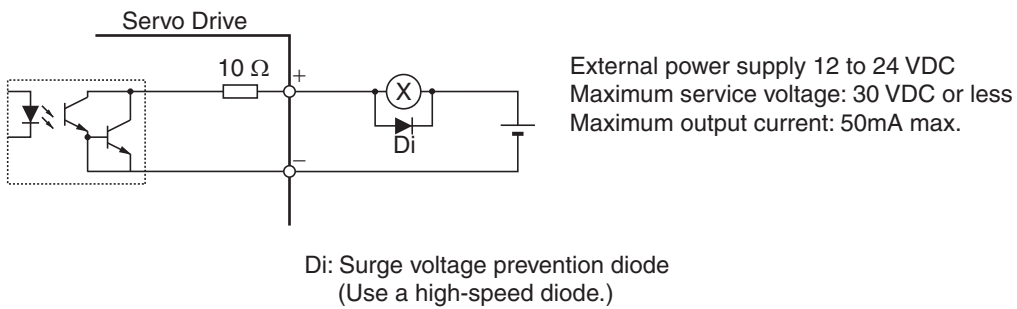 Servo Drive
10 Ω
+
X
Di
−
External power supply 12 to 24 VDC
Maximum service voltage: 30 VDC or less
Maximum output current: 50mA max.
Di: Surge voltage prevention diode
(Use a high-speed diode.)